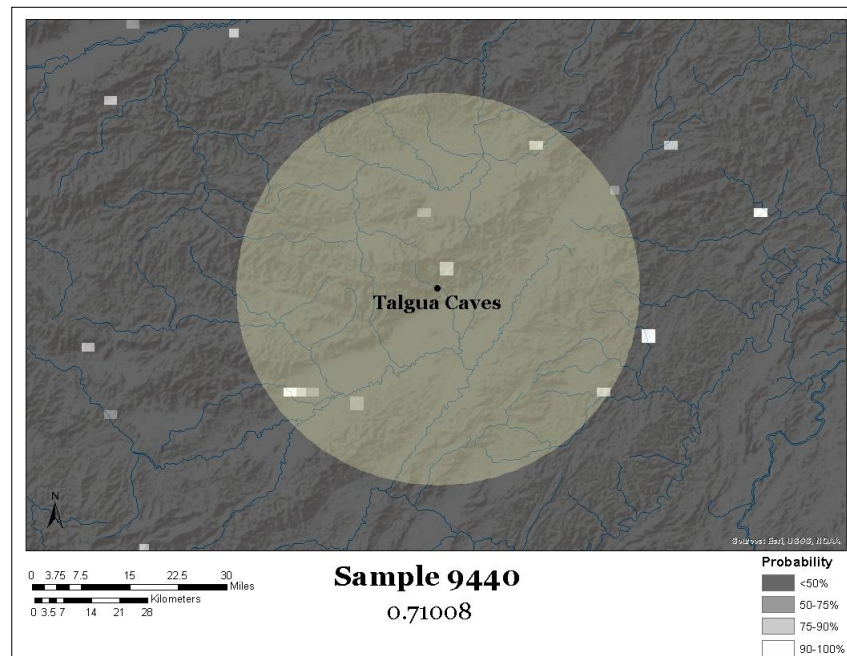 Talgua Caves
N
Sources: Esri, USGS, NOAA
0 3.75 7.5 15 22.5 30
Miles
Kilometers
0 3.5 7 14 21 28
Sample 9440
0.71008
Probability
<50%
50-75%
75-90%
90-100%